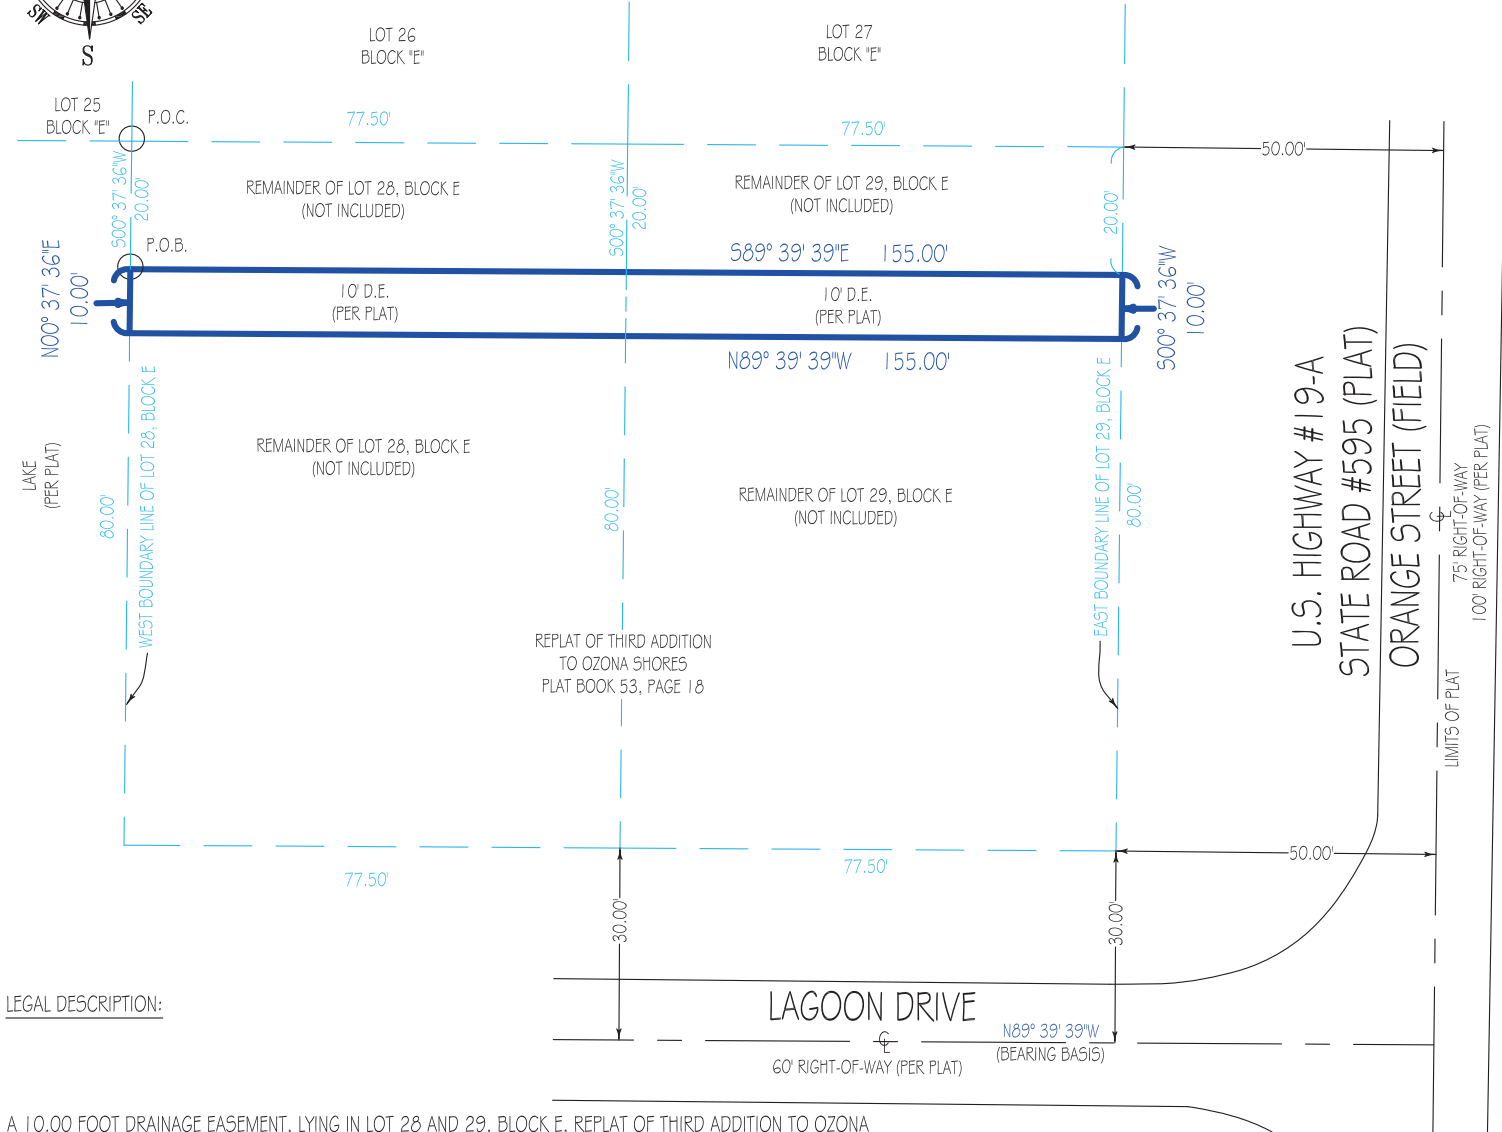 SW
SE
S
LOT 26
BLOCK "E"
LOT 27
BLOCK "E"
LOT 25
BLOCK "E"
P.O.C.
77.50'
77.50'
50.00'
S00° 37' 36"W
20.00'
REMAINDER OF LOT 28, BLOCK E
(NOT INCLUDED)
S00° 37' 36"W
20.00'
REMAINDER OF LOT 29, BLOCK E
(NOT INCLUDED)
20.00'
P.O.B.
S89° 39' 39"E 155.00'
N00° 37' 36"E
10.00'
10' D.E.
(PER PLAT)
10' D.E.
(PER PLAT)
S00° 37' 36"W
10.00'
N89° 39' 39"W 155.00'
LAKE
(PER PLAT)
80.00'
WEST BOUNDARY LINE OF LOT 28, BLOCK E
REMAINDER OF LOT 28, BLOCK E
(NOT INCLUDED)
80.00'
REMAINDER OF LOT 29, BLOCK E
(NOT INCLUDED)
EAST BOUNDARY LINE OF LOT 29, BLOCK E
80.00'
U.S. HIGHWAY #19-A
STATE ROAD #595 (PLAT)
ORANGE STREET (FIELD)
CL
75' RIGHT-OF-WAY
100' RIGHT-OF-WAY (PER PLAT)
LIMITS OF PLAT
REPLAT OF THIRD ADDITION
TO OZONA SHORES
PLAT BOOK 53, PAGE 18
77.50'
77.50'
50.00'
30.00'
30.00'
LEGAL DESCRIPTION:
LAGOON DRIVE
CL
N89° 39' 39"W
(BEARING BASIS)
60' RIGHT-OF-WAY (PER PLAT)
A 10.00 FOOT DRAINAGE EASEMENT, LYING IN LOT 28 AND 29, BLOCK E, REPLAT OF THIRD ADDITION TO OZONA